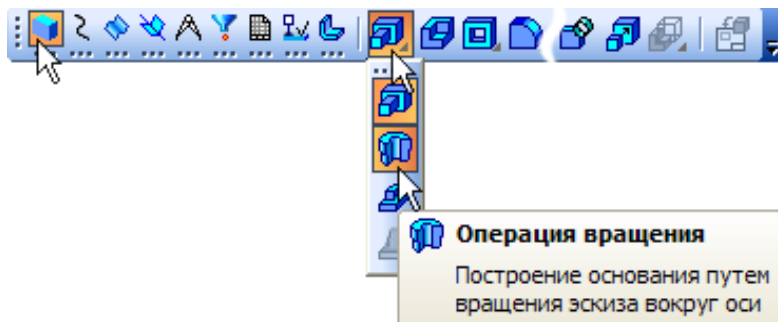 Операция вращения
Построение основания путем
вращения эскиза вокруг оси